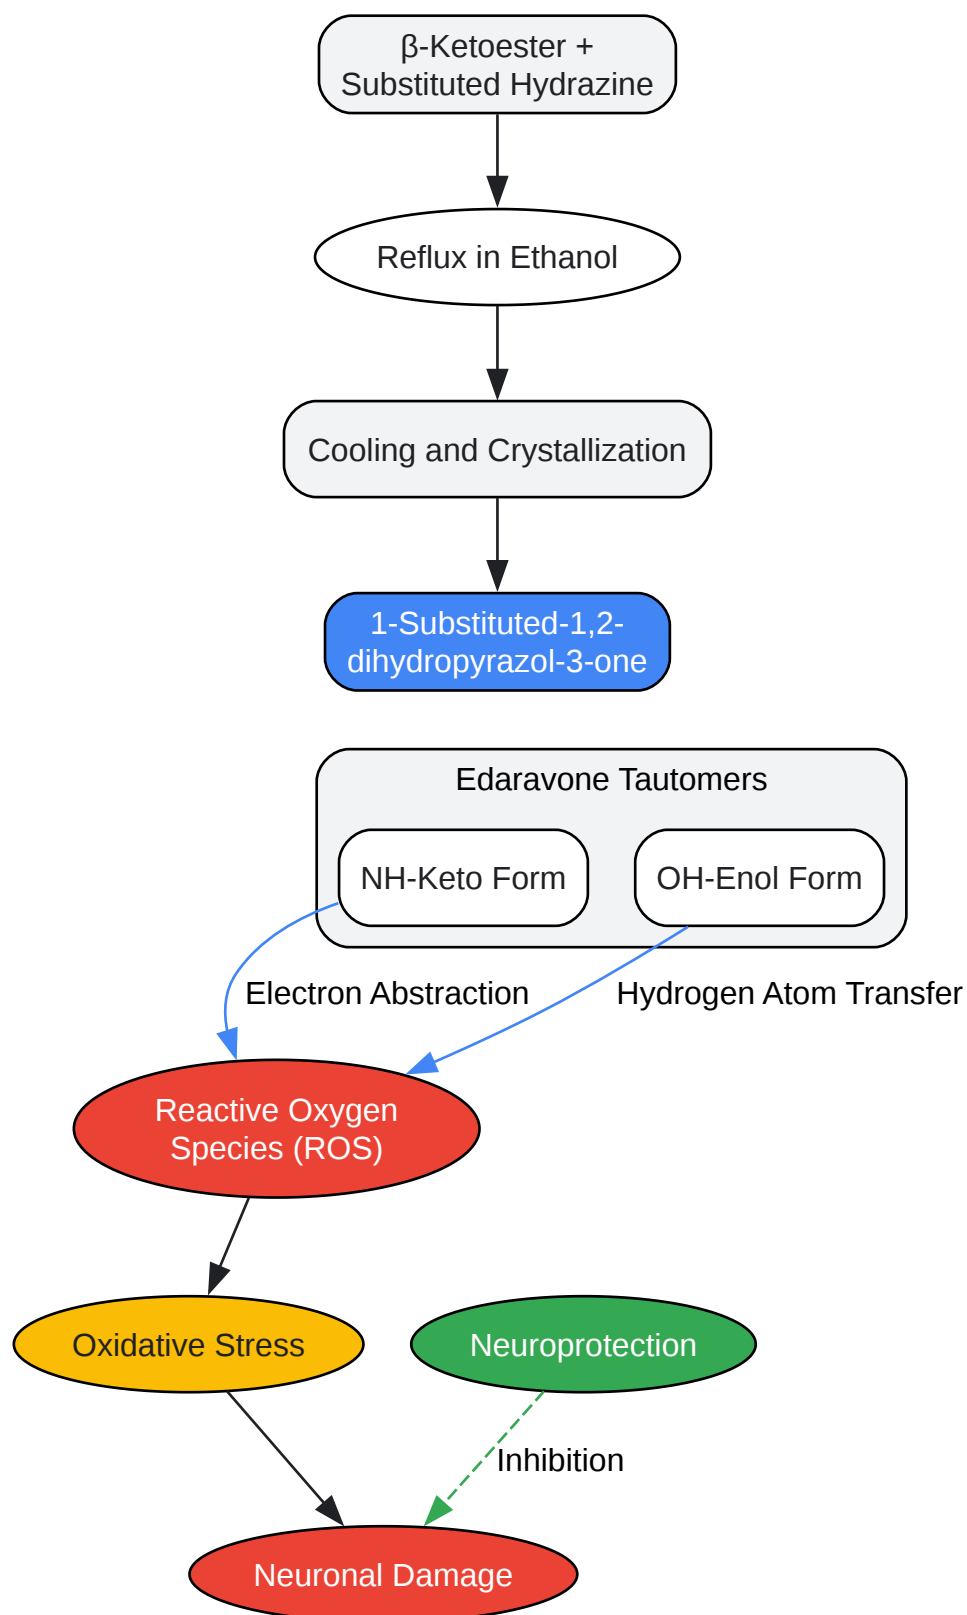 β-Ketoester +
Substituted Hydrazine
Reflux in Ethanol
Cooling and Crystallization
1-Substituted-1,2-
dihydropyrazol-3-one
Edaravone Tautomers
NH-Keto Form
OH-Enol Form
Electron Abstraction
Hydrogen Atom Transfer
Reactive Oxygen
Species (ROS)
Oxidative Stress
Neuroprotection
Inhibition
Neuronal Damage